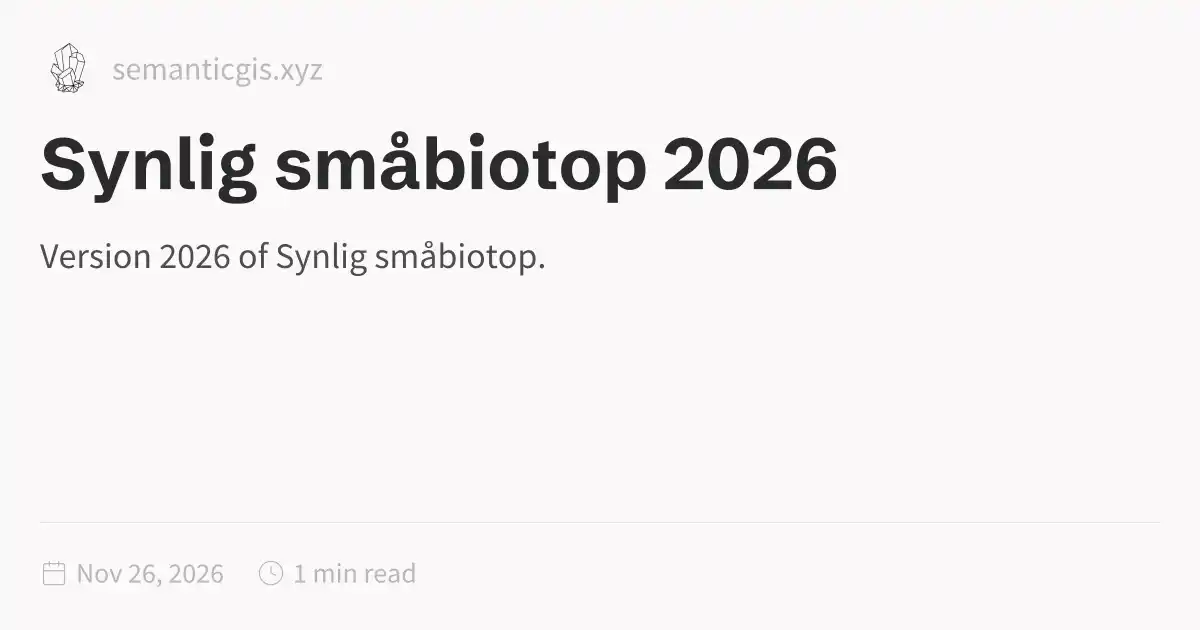 semanticgis.xyz
Synlig småbiotop 2026
Version 2026 of Synlig småbiotop.
Nov 26, 2026 1 min read